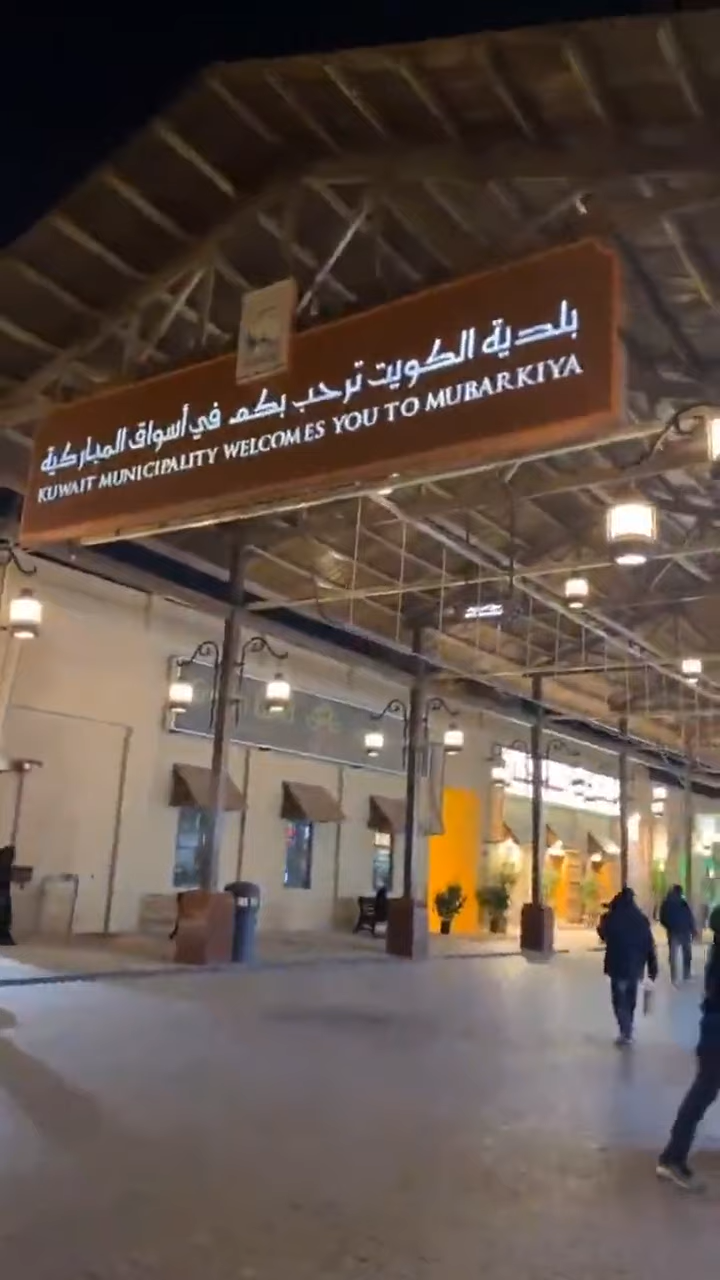 بلدية الكويت ترحب بكم في أسواق المباركية
KUWAIT MUNICIPALITY WELCOMES YOU TO MUBARKIYA